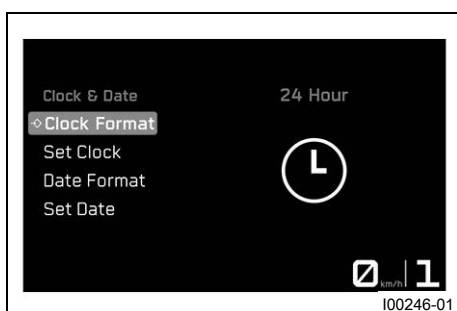 Clock & Date
24 Hour
Clock Format
Set Clock
Date Format
Set Date
0 km/h 1
I00246-01